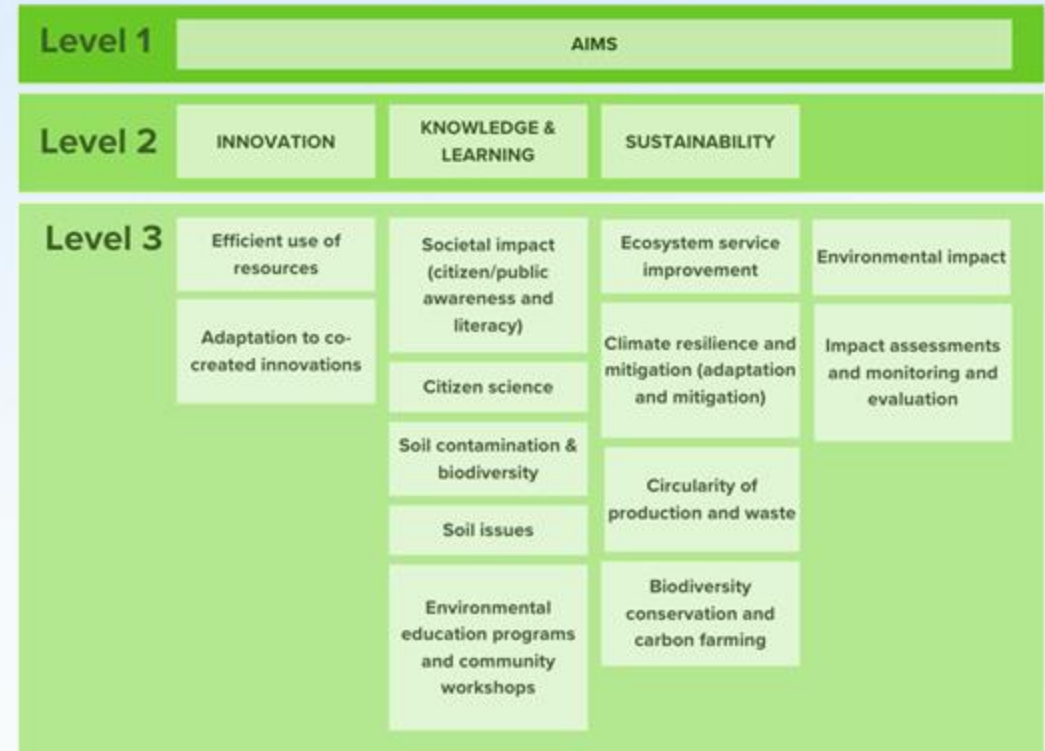 Level 1
AIMS
Level 2
INNOVATION
KNOWLEDGE &
LEARNING
SUSTAINABILITY
Level 3
Efficient use of
resources
Adaptation to co-
created innovations
Societal impact
(citizen/public
awareness and
literacy)
Citizen science
Soil contamination &
biodiversity
Soil issues
Environmental
education programs
and community
workshops
Ecosystem service
improvement
Climate resilience and
mitigation (adaptation
and mitigation)
Circularity of
production and waste
Biodiversity
conservation and
carbon farming
Environmental impact
Impact assessments
and monitoring and
evaluation